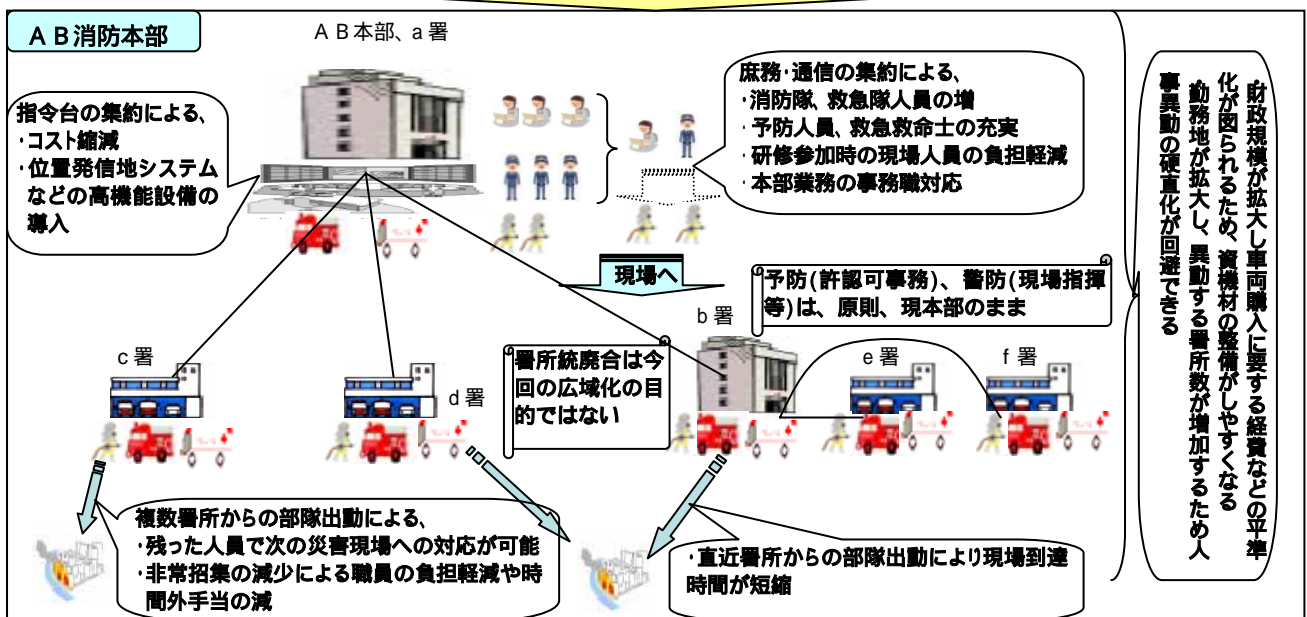 ＡＢ消防本部
ＡＢ本部、a 署
指令台の集約による、
･コスト縮減
･位置発信地システム
などの高機能設備の
導入
庶務･通信の集約による、
･消防隊、救急隊人員の増
･予防人員、救急救命士の充実
･研修参加時の現場人員の負担軽減
･本部業務の事務職対応
現場へ
予防(許認可事務)、警防(現場指揮
等)は、原則、現本部のまま
b 署
c 署
d 署
署所統廃合は今
回の広域化の目
的ではない
e 署
f 署
複数署所からの部隊出動による、
･残った人員で次の災害現場への対応が可能
･非常招集の減少による職員の負担軽減や時
間外手当の減
･直近署所からの部隊出動により現場到達
時間が短縮
･財政規模が拡大し車両購入に要する経費などの平準
化が図られるため、資機材の整備がしやすくなる
･勤務地が拡大し、異動する署所数が増加するため人
事異動の硬直化が回避できる